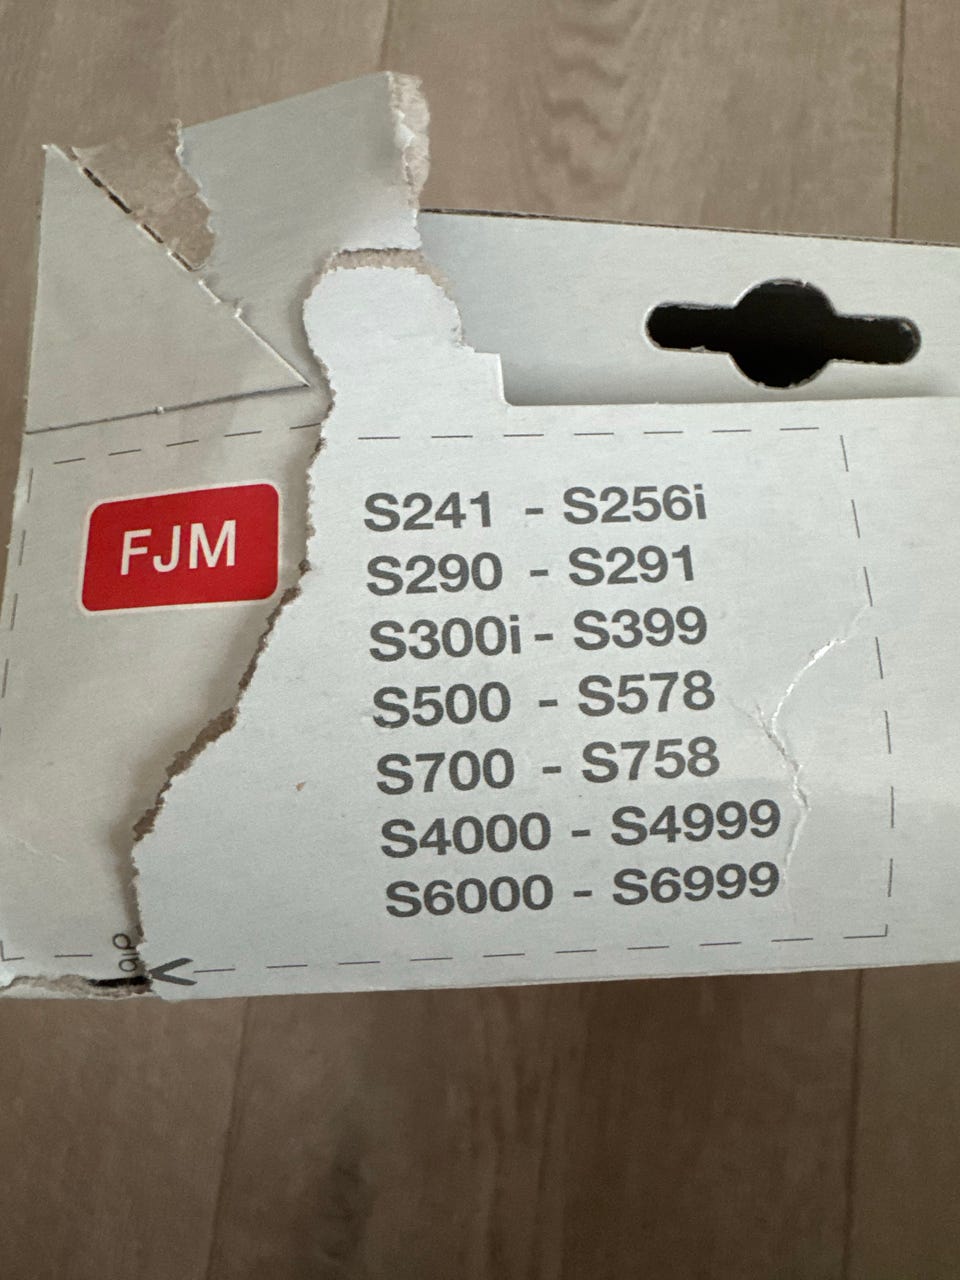 FJM
S241 - S256i
S290 - S291
S300i - S399
S500 - S578
S700 - S758
S4000 - S4999
S6000 - S6999